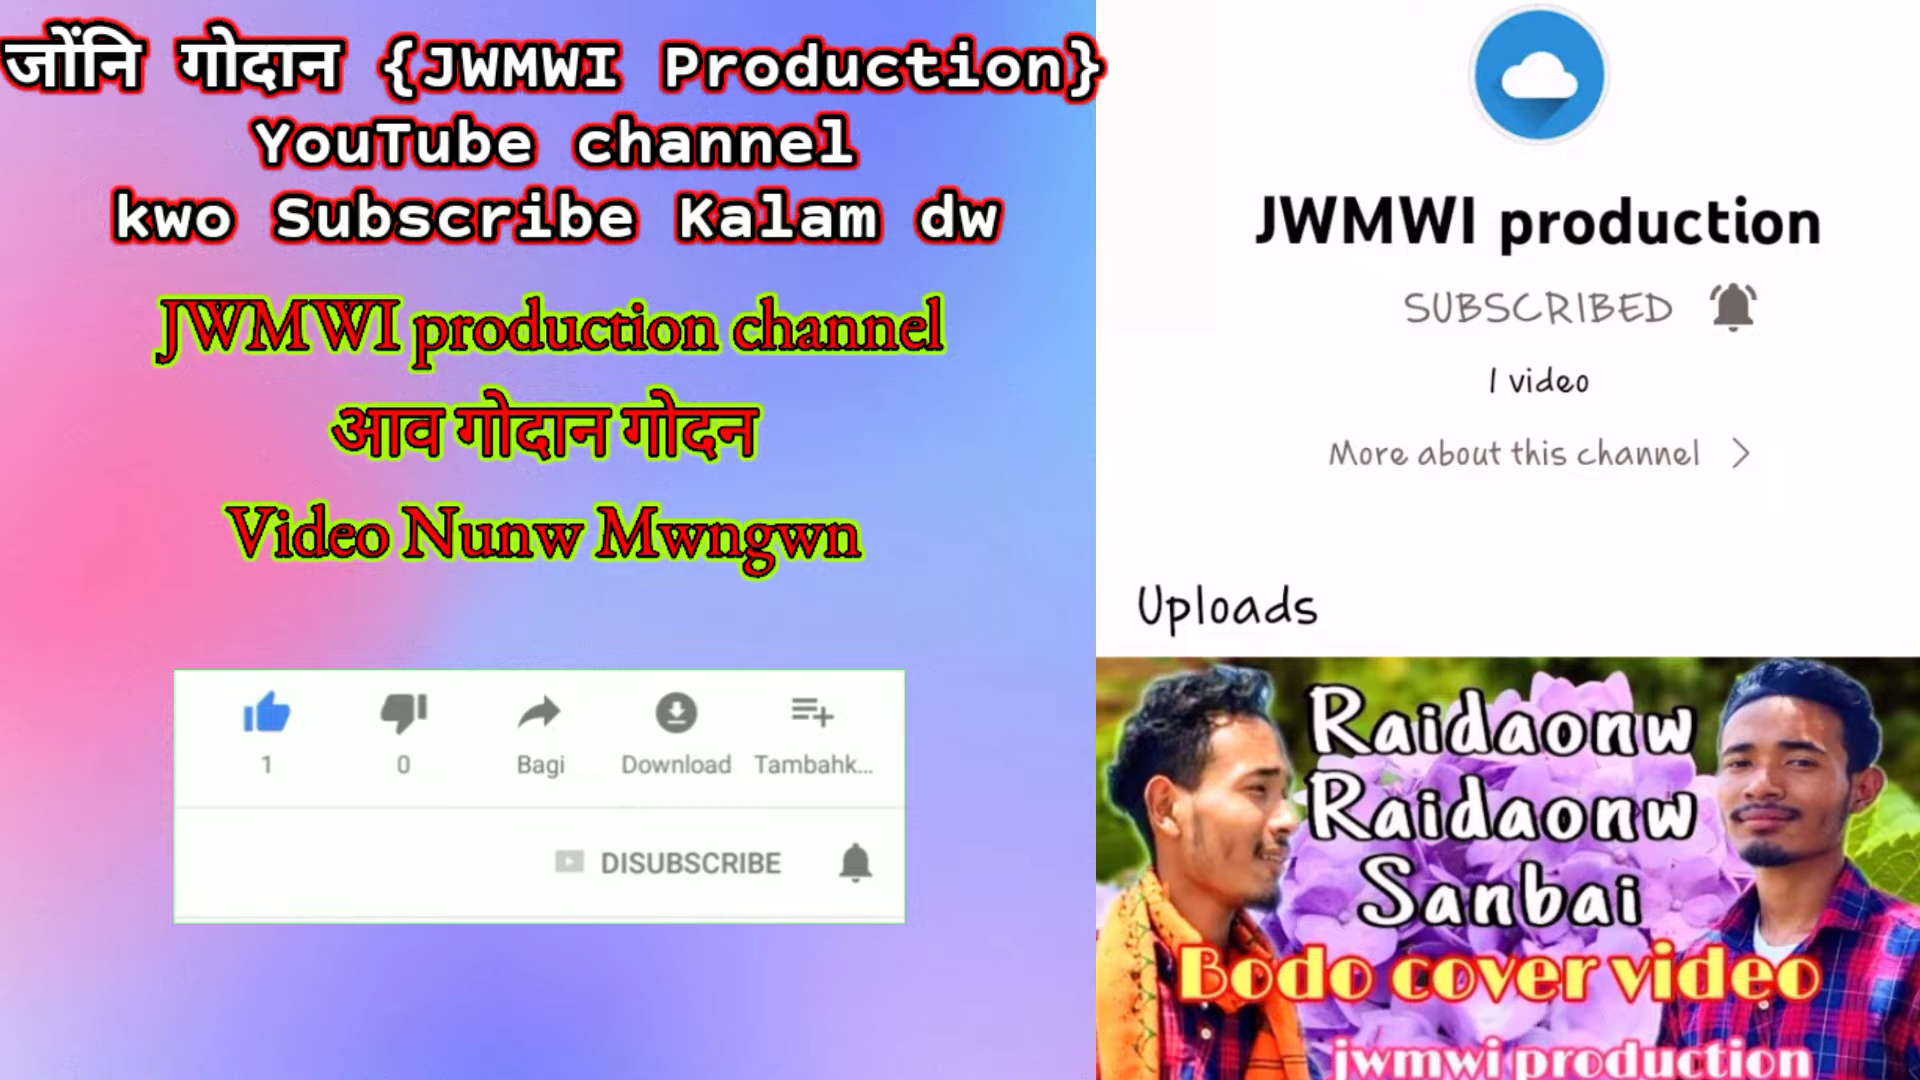 जोंनि गोदान {JWMWI Production}
YouTube channel
kwo Subscribe Kalam dw
JWMWI production channel
आव गोदान गोदन
Video Nunw Mwngwn
1
0
Bagi
Download
Tambahk...
DISUBSCRIBE
JWMWI production
SUBSCRIBED
1 video
More about this channel >
Uploads
Raidaonw
Raidaonw
Sanbai
Bodo cover video
jwmwi production